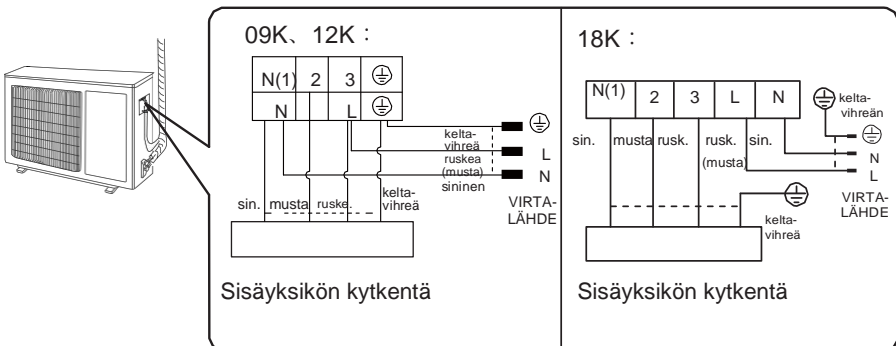 09K、12K：
N(1) 2 3
N L
kelta-
vihreä
ruskea
(musta)
sininen
L
N
VIRTA-
LÄHDE
sin. musta ruske.
kelta-
vihreä
Sisäyksikön kytkentä
18K：
N(1) 2 3 L N
sin. musta rusk. rusk. sin.
(musta)
kelta-
vihreän
N
L
VIRTA-
LÄHDE
kelta-
vihreä
Sisäyksikön kytkentä